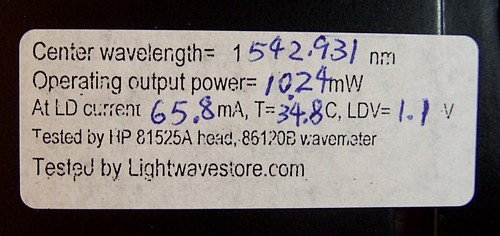 Center wavelength= 1542.931 nm
Operating output power= 10.24mW
At LD current 65.8mA, T=34.8C, LDV= 1.1 V
Tested by HP 81525A head, 86120B wavemeter
Tested by Lightwavestore.com